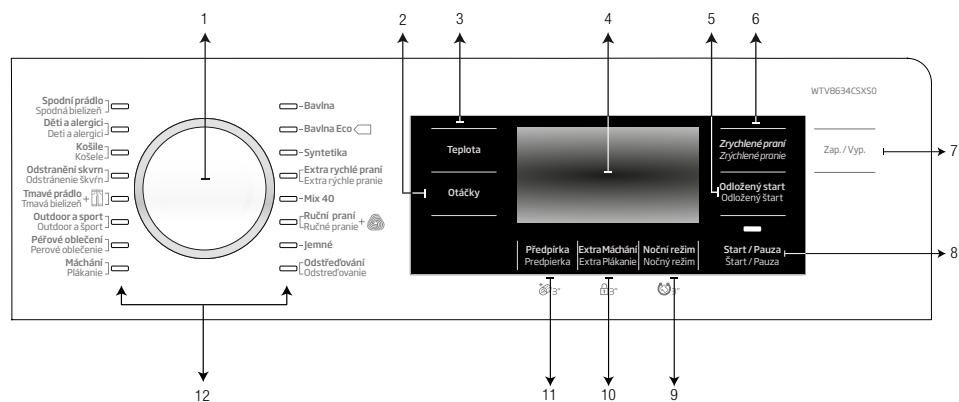 1
2
3
4
5
6
WTV8634CSXS0
Spodní prádlo
Spodná bielizeň
Děti a alergici
Deti a alergici
Košile
Košele
Odstranění skvrn
Odstránenie škvŕn
Tmavé prádlo
Tmavá bielizeň
+
Outdoor a sport
Outdoor a šport
Péřové oblečení
Perové oblečenie
Máchání
Plákanie
Bavlna
Bavlna Eco
Syntetika
Extra rychlé praní
Extra rýchle pranie
Mix 40
Ruční praní
Ručné pranie
+
Jemné
Odstřeďování
Odstreďovanie
Teplota
Otáčky
Zrychlené praní
Zrýchlené pranie
Odložený start
Odložený štart
Zap. / Vyp.
7
Předpírka
Predpierka
Extra Máchání
Extra Plákanie
Noční režim
Nočný režim
Start / Pauza
Štart / Pauza
8
3"
3"
3"
12
11
10
9